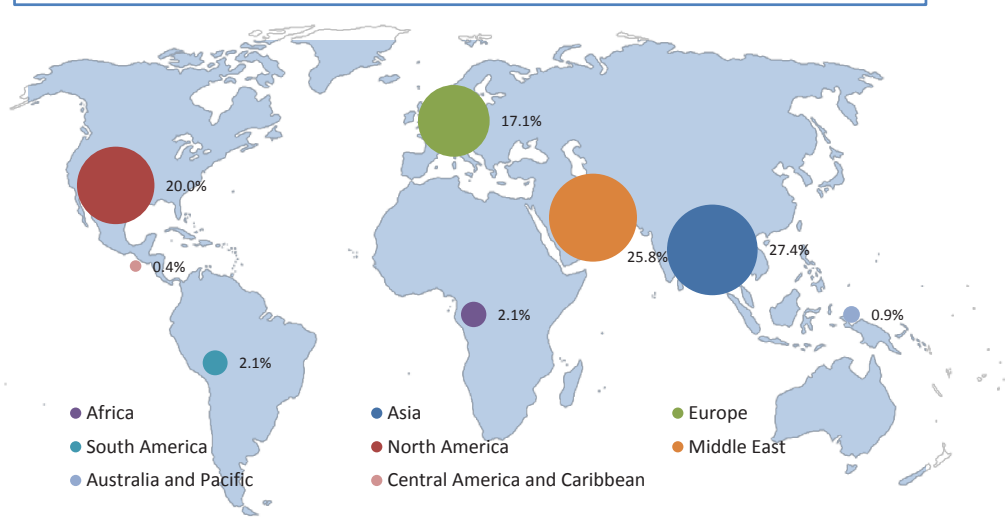 17.1%
20.0%
25.8%
27.4%
0.4%
2.1%
0.9%
2.1%
Africa
Asia
Europe
South America
North America
Middle East
Australia and Pacific
Central America and Caribbean